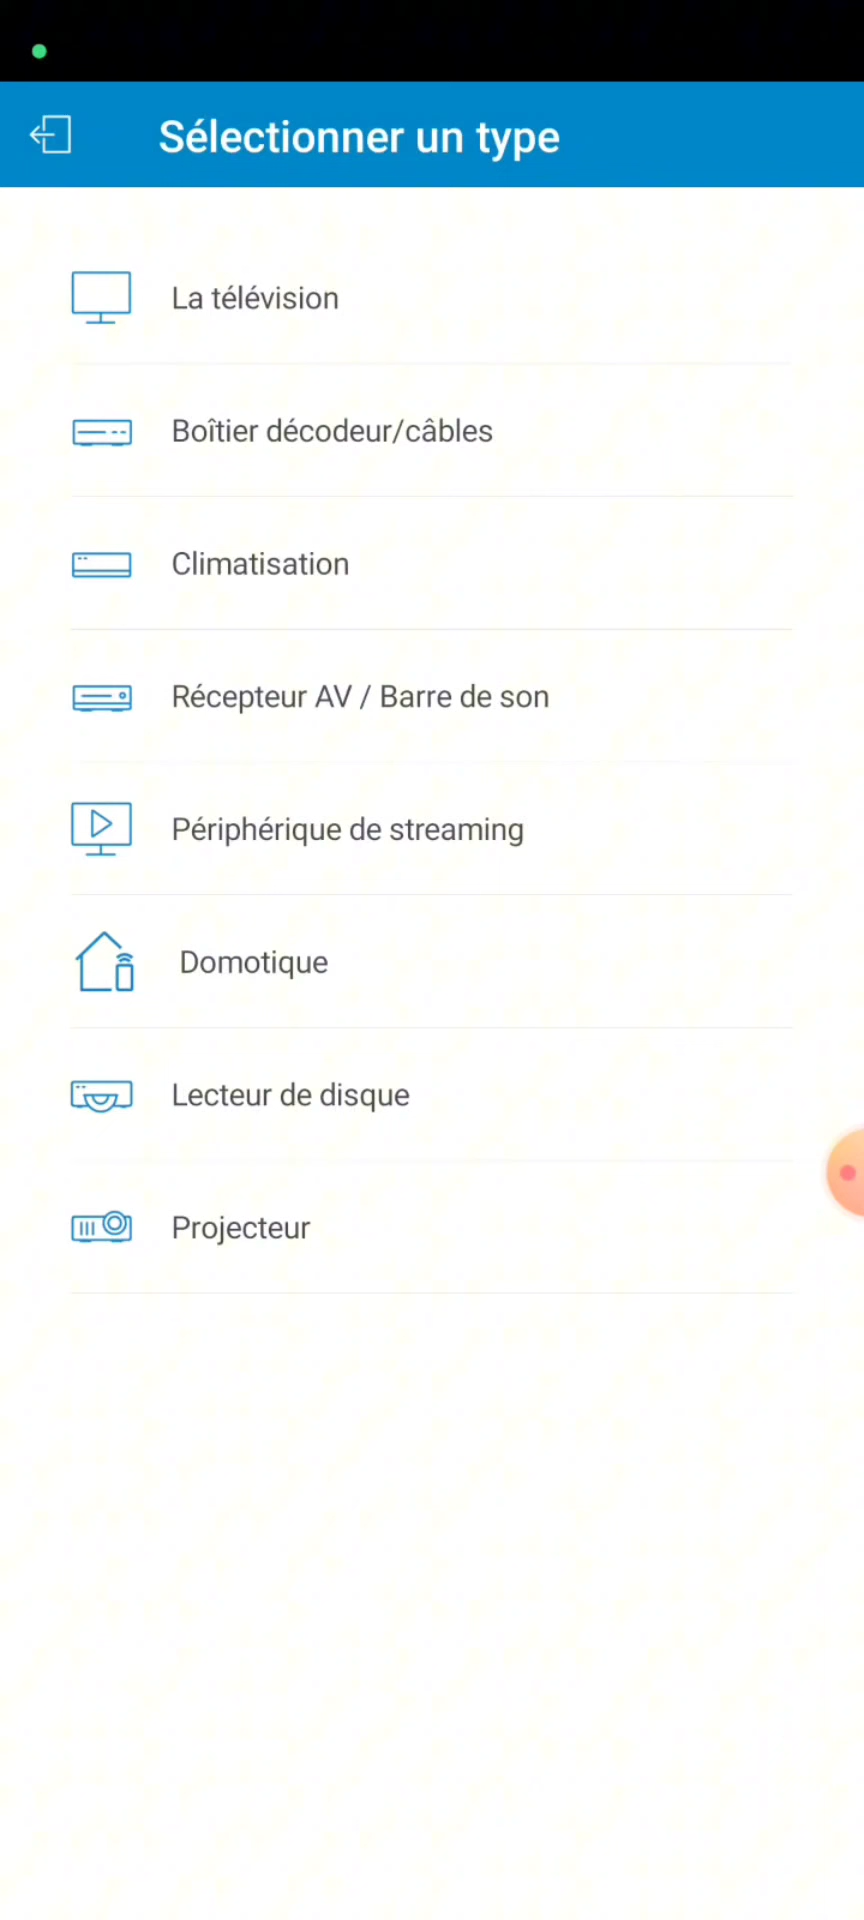 Sélectionner un type
La télévision
Boîtier décodeur/câbles
Climatisation
Récepteur AV / Barre de son
Périphérique de streaming
Domotique
Lecteur de disque
Projecteur